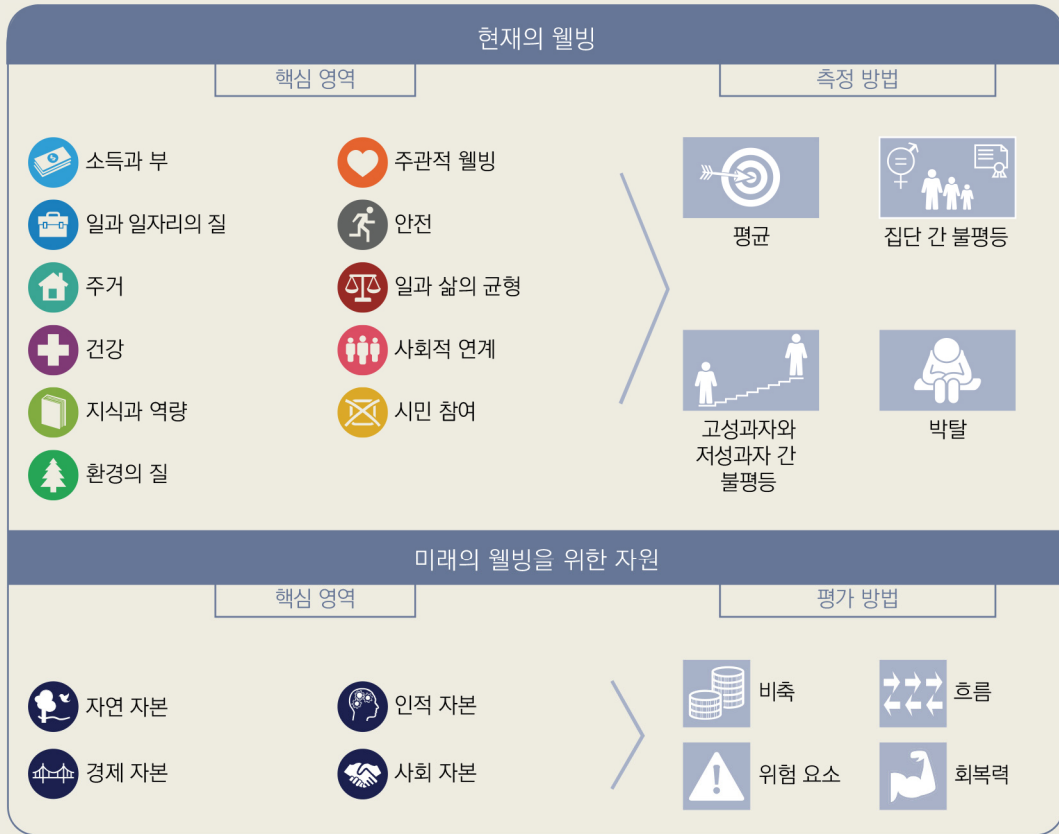 현재의 웰빙
핵심 영역
측정 방법
소득과 부
주관적 웰빙
일과 일자리의 질
안전
주거
일과 삶의 균형
건강
사회적 연계
지식과 역량
시민 참여
환경의 질
평균
집단 간 불평등
고성과자와
저성과자 간
불평등
박탈
미래의 웰빙을 위한 자원
핵심 영역
평가 방법
자연 자본
인적 자본
경제 자본
사회 자본
비축
흐름
위험 요소
회복력